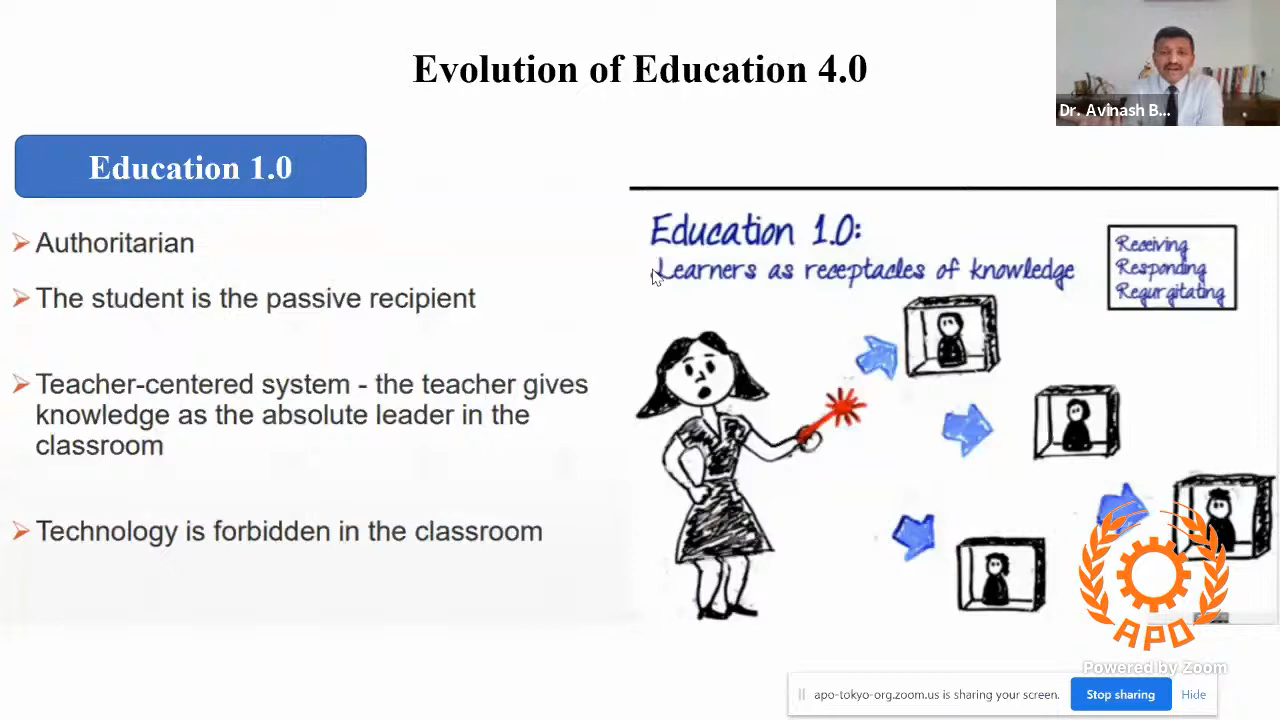 Evolution of Education 4.0
Dr. Avinash B...
Education 1.0
Authoritarian
The student is the passive recipient
Teacher-centered system - the teacher gives
knowledge as the absolute leader in the
classroom
Technology is forbidden in the classroom
Education 1.0:
Learners as receptacles of knowledge
Receiving
Responding
Regurgitating
APO
Powered by Zoom
apo-tokyo-org.zoom.us is sharing your screen.
Stop sharing
Hide